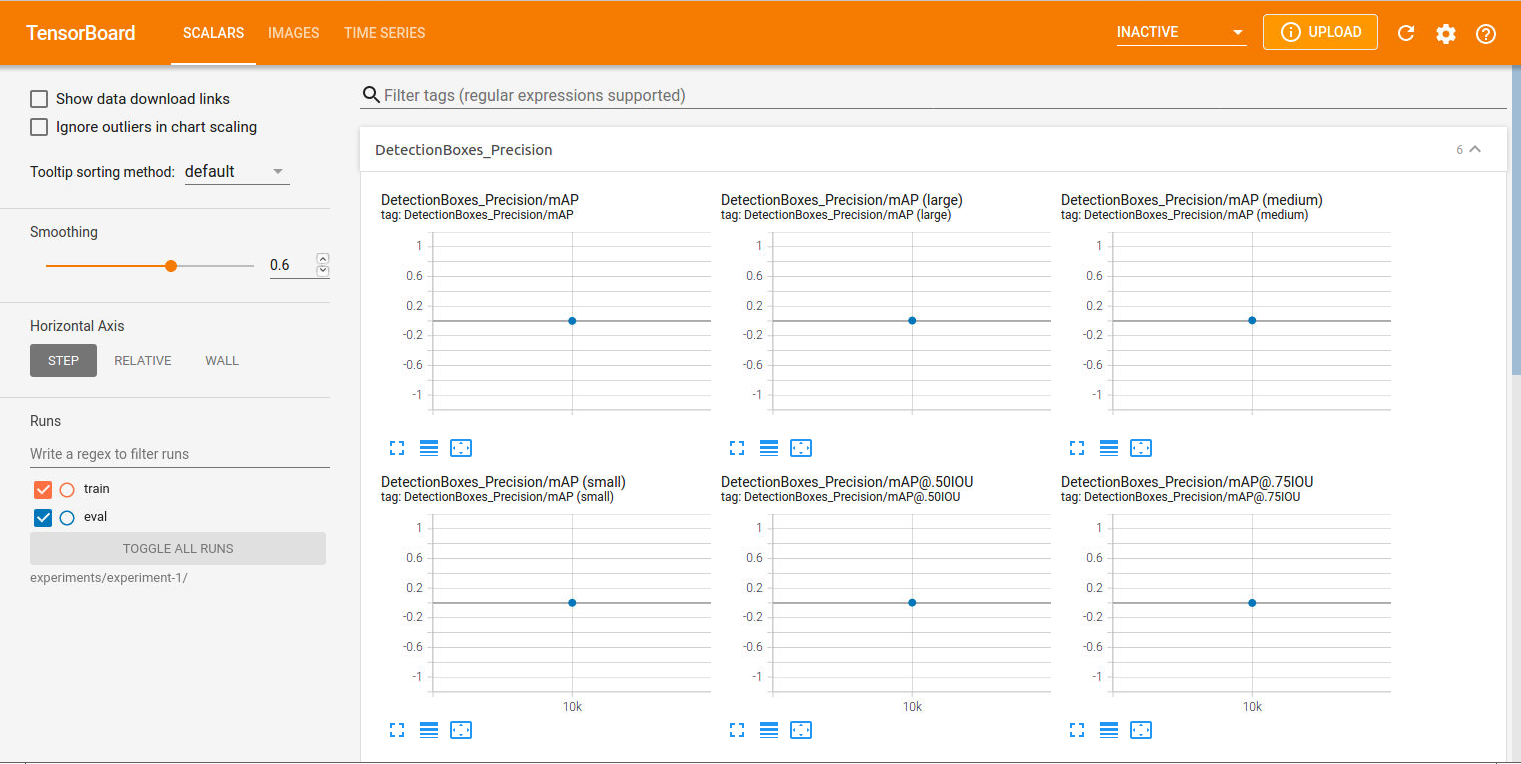 TensorBoard SCALARS IMAGES TIME SERIES INACTIVE UPLOAD
Show data download links
Ignore outliers in chart scaling
Tooltip sorting method: default
Smoothing
0.6
Horizontal Axis
STEP RELATIVE WALL
Runs
Write a regex to filter runs
train
eval
TOGGLE ALL RUNS
experiments/experiment-1/
Filter tags (regular expressions supported)
DetectionBoxes_Precision 6
DetectionBoxes_Precision/mAP
tag: DetectionBoxes_Precision/mAP
1
0.6
0.2
-0.2
-0.6
-1
DetectionBoxes_Precision/mAP (large)
tag: DetectionBoxes_Precision/mAP (large)
1
0.6
0.2
-0.2
-0.6
-1
DetectionBoxes_Precision/mAP (medium)
tag: DetectionBoxes_Precision/mAP (medium)
1
0.6
0.2
-0.2
-0.6
-1
DetectionBoxes_Precision/mAP (small)
tag: DetectionBoxes_Precision/mAP (small)
1
0.6
0.2
-0.2
-0.6
-1
10k
DetectionBoxes_Precision/mAP@.50IOU
tag: DetectionBoxes_Precision/mAP@.50IOU
1
0.6
0.2
-0.2
-0.6
-1
10k
DetectionBoxes_Precision/mAP@.75IOU
tag: DetectionBoxes_Precision/mAP@.75IOU
1
0.6
0.2
-0.2
-0.6
-1
10k